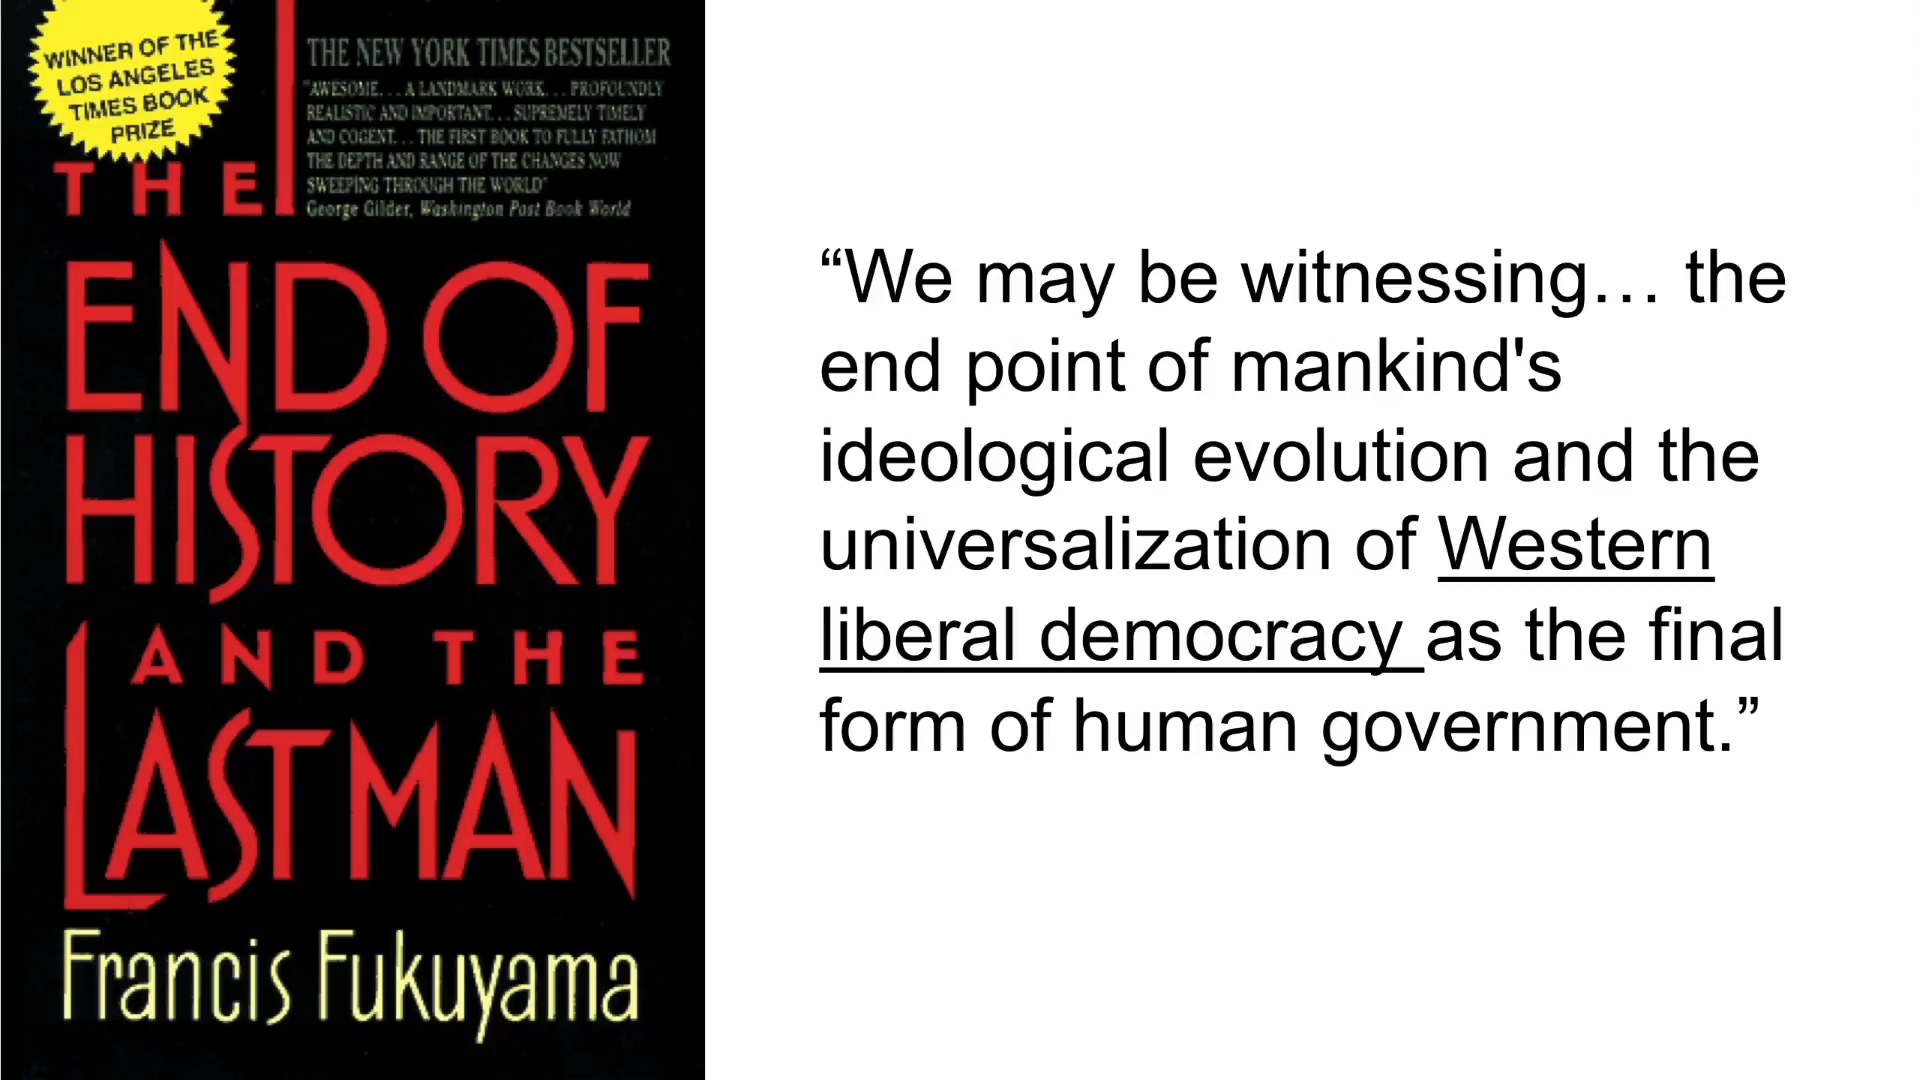 WINNER OF THE
LOS ANGELES
TIMES BOOK
PRIZE
THE NEW YORK TIMES BESTSELLER
"AWESOME. . . A LANDMARK WORK. . . PROFOUNDLY
REALISTIC AND IMPORTANT. . . SUPREMELY TIMELY
AND COGENT. . . THE FIRST BOOK TO FULLY FATHOM
THE DEPTH AND RANGE OF THE CHANGES NOW
SWEEPING THROUGH THE WORLD"
George Gilder, Washington Post Book World
THE
END OF
HISTORY
AND THE
LAST MAN
Francis Fukuyama
“We may be witnessing… the
end point of mankind's
ideological evolution and the
universalization of Western
liberal democracy as the final
form of human government.”